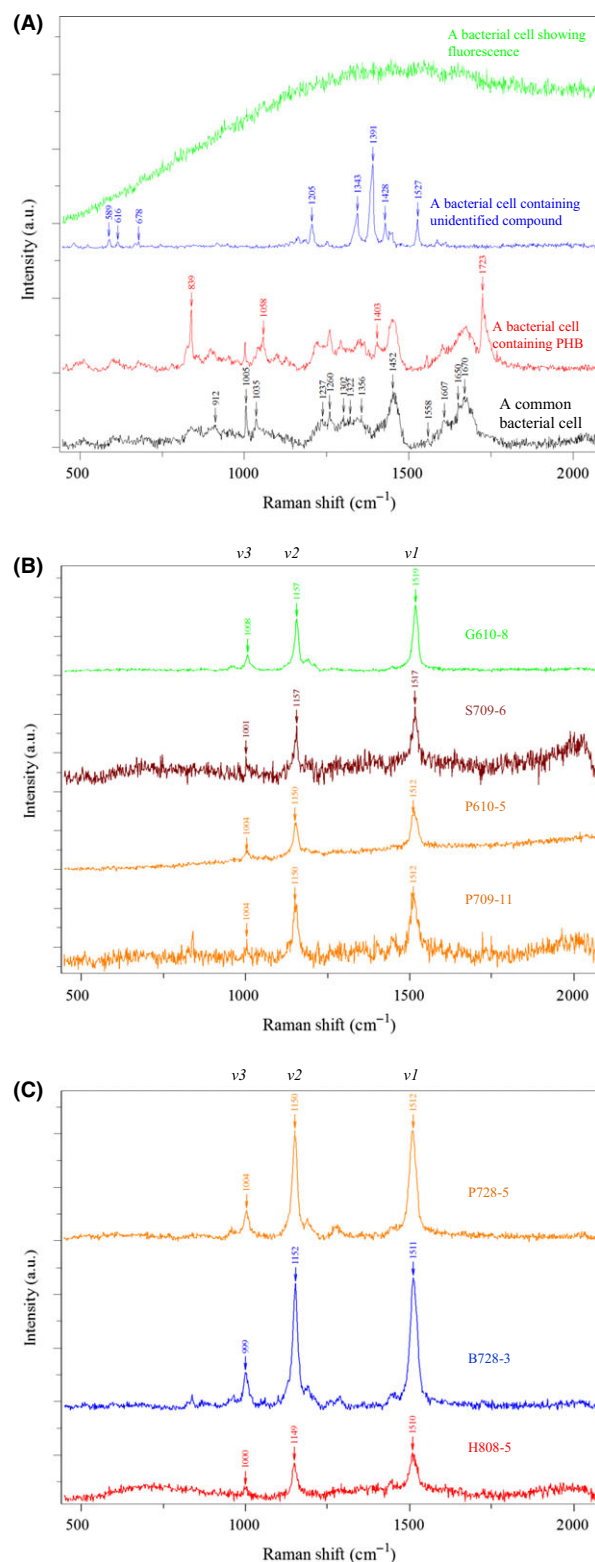 (A)
A bacterial cell showing
fluorescence
1391
1343
1205
1428
1527
589
616
678
A bacterial cell containing
unidentified compound
1723
839
1058
1403
A bacterial cell
containing PHB
1452
1650
1670
1005
1035
1237
1260
1302
1322
1356
912
1558
1607
A common
bacterial cell
Intensity (a.u.)
500
1000
1500
2000
Raman shift (cm⁻¹)
(B)
v3
v2
v1
1008
1157
1519
G610-8
1001
1157
1517
S709-6
1004
1150
1512
P610-5
1004
1150
1512
P709-11
Intensity (a.u.)
500
1000
1500
2000
Raman shift (cm⁻¹)
(C)
v3
v2
v1
1004
1150
1512
P728-5
999
1152
1511
B728-3
1000
1149
1510
H808-5
Intensity (a.u.)
500
1000
1500
2000
Raman shift (cm⁻¹)